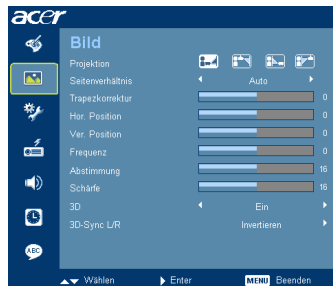 acer
Bild
Projektion
Seitenverhältnis Auto
Trapezkorrektur 0
Hor. Position 0
Ver. Position 0
Frequenz 0
Abstimmung 16
Schärfe 16
3D Ein
3D-Sync L/R Invertieren
ABC
Wählen Enter MENU Beenden